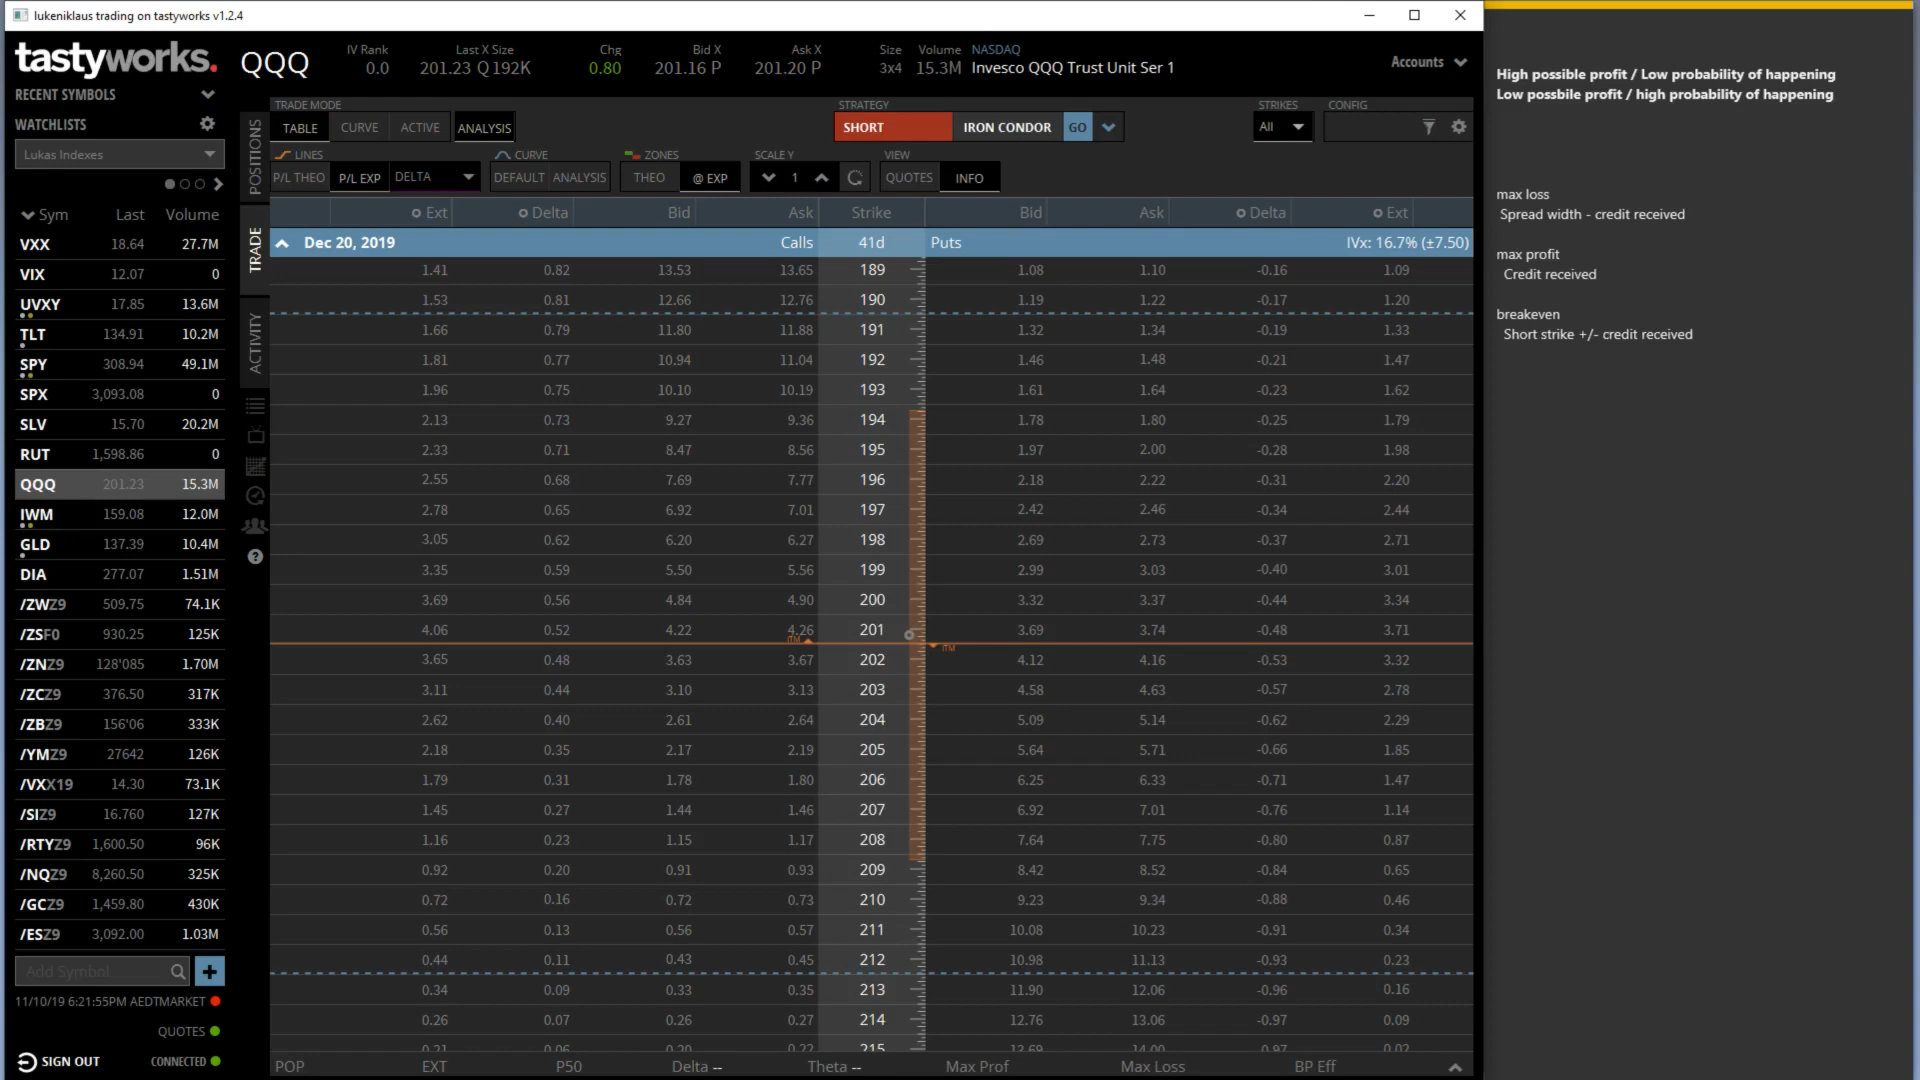 lukeniklaus trading on tastyworks v1.2.4
tastyworks.
QQQ
IV Rank
0.0
Last X Size
201.23 Q 192K
Chg
0.80
Bid X
201.16 P
Ask X
201.20 P
Size
3x4
Volume
15.3M
NASDAQ
Invesco QQQ Trust Unit Ser 1
Accounts
RECENT SYMBOLS
WATCHLISTS
Lukas Indexes
Sym Last Volume
VXX 18.64 27.7M
VIX 12.07 0
UVXY 17.85 13.6M
TLT 134.91 10.2M
SPY 308.94 49.1M
SPX 3,093.08 0
SLV 15.70 20.2M
RUT 1,598.86 0
QQQ 201.23 15.3M
IWM 159.08 12.0M
GLD 137.39 10.4M
DIA 277.07 1.51M
/ZWZ9 509.75 74.1K
/ZSF0 930.25 125K
/ZNZ9 128'085 1.70M
/ZCZ9 376.50 317K
/ZBZ9 156'06 333K
/YMZ9 27642 126K
/VXX19 14.30 73.1K
/SIZ9 16.760 127K
/RTYZ9 1,600.50 96K
/NQZ9 8,260.50 325K
/GCZ9 1,459.80 430K
/ESZ9 3,092.00 1.03M
Add Symbol
11/10/19 6:21:55PM AEDT MARKET
QUOTES
SIGN OUT CONNECTED
POSITIONS
TRADE
ACTIVITY
TRADE MODE
TABLE CURVE ACTIVE ANALYSIS
STRATEGY
SHORT IRON CONDOR GO
STRIKES
All
CONFIG
LINES
P/L THEO P/L EXP DELTA
CURVE
DEFAULT ANALYSIS
ZONES
THEO @ EXP
SCALE Y
1
VIEW
QUOTES INFO
Ext Delta Bid Ask Strike Bid Ask Delta Ext
Dec 20, 2019 Calls 41d Puts IVx: 16.7% (±7.50)
1.41 0.82 13.53 13.65 189 1.08 1.10 -0.16 1.09
1.53 0.81 12.66 12.76 190 1.19 1.22 -0.17 1.20
1.66 0.79 11.80 11.88 191 1.32 1.34 -0.19 1.33
1.81 0.77 10.94 11.04 192 1.46 1.48 -0.21 1.47
1.96 0.75 10.10 10.19 193 1.61 1.64 -0.23 1.62
2.13 0.73 9.27 9.36 194 1.78 1.80 -0.25 1.79
2.33 0.71 8.47 8.56 195 1.97 2.00 -0.28 1.98
2.55 0.68 7.69 7.77 196 2.18 2.22 -0.31 2.20
2.78 0.65 6.92 7.01 197 2.42 2.46 -0.34 2.44
3.05 0.62 6.20 6.27 198 2.69 2.73 -0.37 2.71
3.35 0.59 5.50 5.56 199 2.99 3.03 -0.40 3.01
3.69 0.56 4.84 4.90 200 3.32 3.37 -0.44 3.34
4.06 0.52 4.22 4.26 201 3.69 3.74 -0.48 3.71
ITM ITM
3.65 0.48 3.63 3.67 202 4.12 4.16 -0.53 3.32
3.11 0.44 3.10 3.13 203 4.58 4.63 -0.57 2.78
2.62 0.40 2.61 2.64 204 5.09 5.14 -0.62 2.29
2.18 0.35 2.17 2.19 205 5.64 5.71 -0.66 1.85
1.79 0.31 1.78 1.80 206 6.25 6.33 -0.71 1.47
1.45 0.27 1.44 1.46 207 6.92 7.01 -0.76 1.14
1.16 0.23 1.15 1.17 208 7.64 7.75 -0.80 0.87
0.92 0.20 0.91 0.93 209 8.42 8.52 -0.84 0.65
0.72 0.16 0.72 0.73 210 9.23 9.34 -0.88 0.46
0.56 0.13 0.56 0.57 211 10.08 10.23 -0.91 0.34
0.44 0.11 0.43 0.45 212 10.98 11.13 -0.93 0.23
0.34 0.09 0.33 0.35 213 11.90 12.06 -0.96 0.16
0.26 0.07 0.26 0.27 214 12.76 13.06 -0.97 0.09
0.21 0.06 0.20 0.22 215 13.69 14.00 -0.97 0.02
POP EXT P50 Delta -- Theta -- Max Prof Max Loss BP Eff
High possible profit / Low probability of happening
Low possbile profit / high probability of happening
max loss
Spread width - credit received
max profit
Credit received
breakeven
Short strike +/- credit received